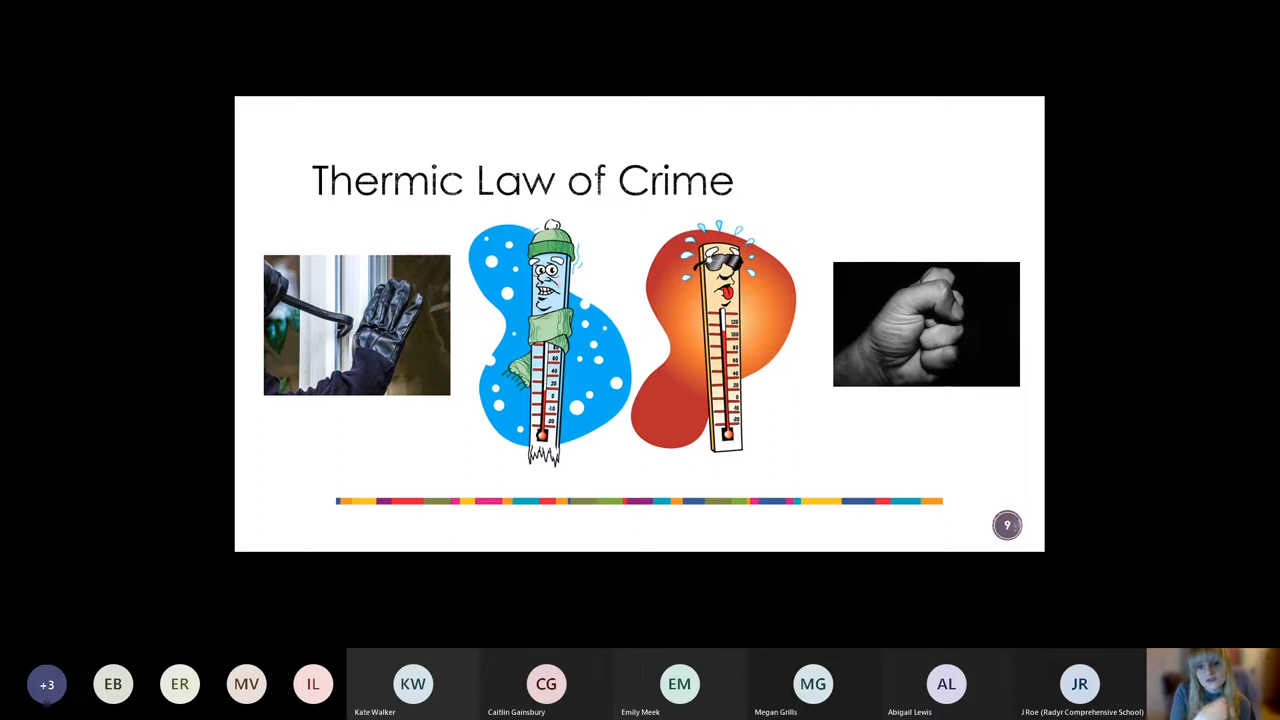 Thermic Law of Crime
9
+3
EB
ER
MV
IL
KW
CG
EM
MG
AL
JR
Kate Walker
Caitlin Gainsbury
Emily Meek
Megan Grills
Abigail Lewis
J Roe (Radyr Comprehensive School)